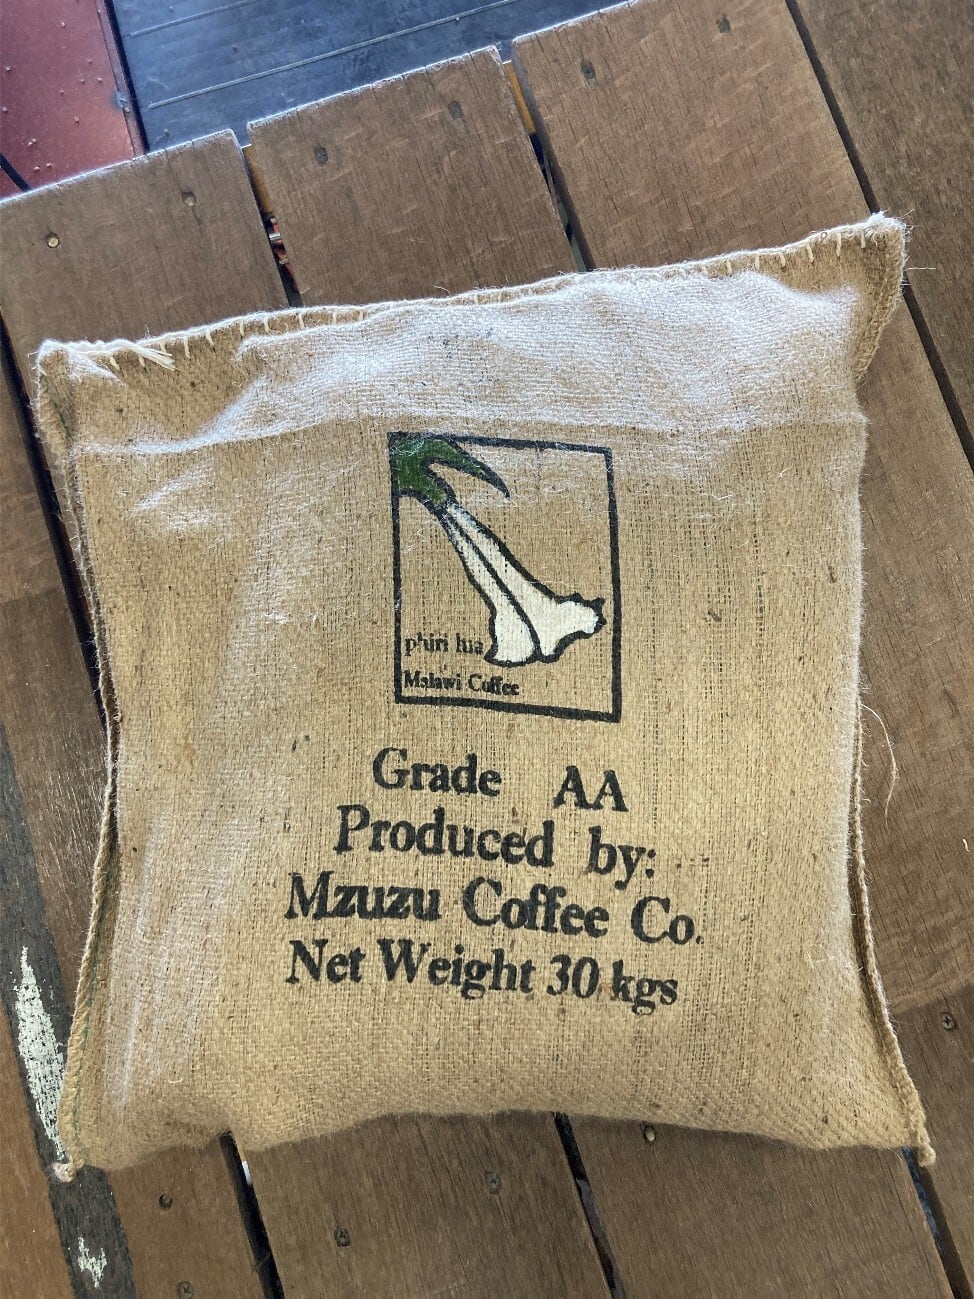 phiri lua
Malawi Coffee
Grade AA
Produced by:
Mzuzu Coffee Co.
Net Weight 30 kgs